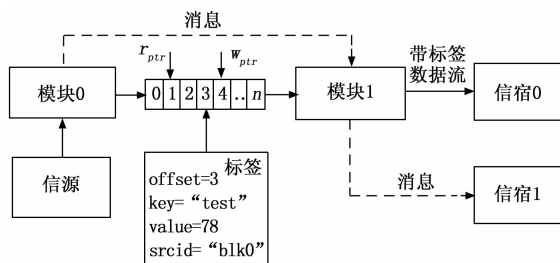 消息
r_ptr
w_ptr
带标签
数据流
模块0
0 1 2 3 4 .. n
模块1
信宿0
信源
标签
offset=3
key=“test”
value=78
srcid=“blk0”
消息
信宿1